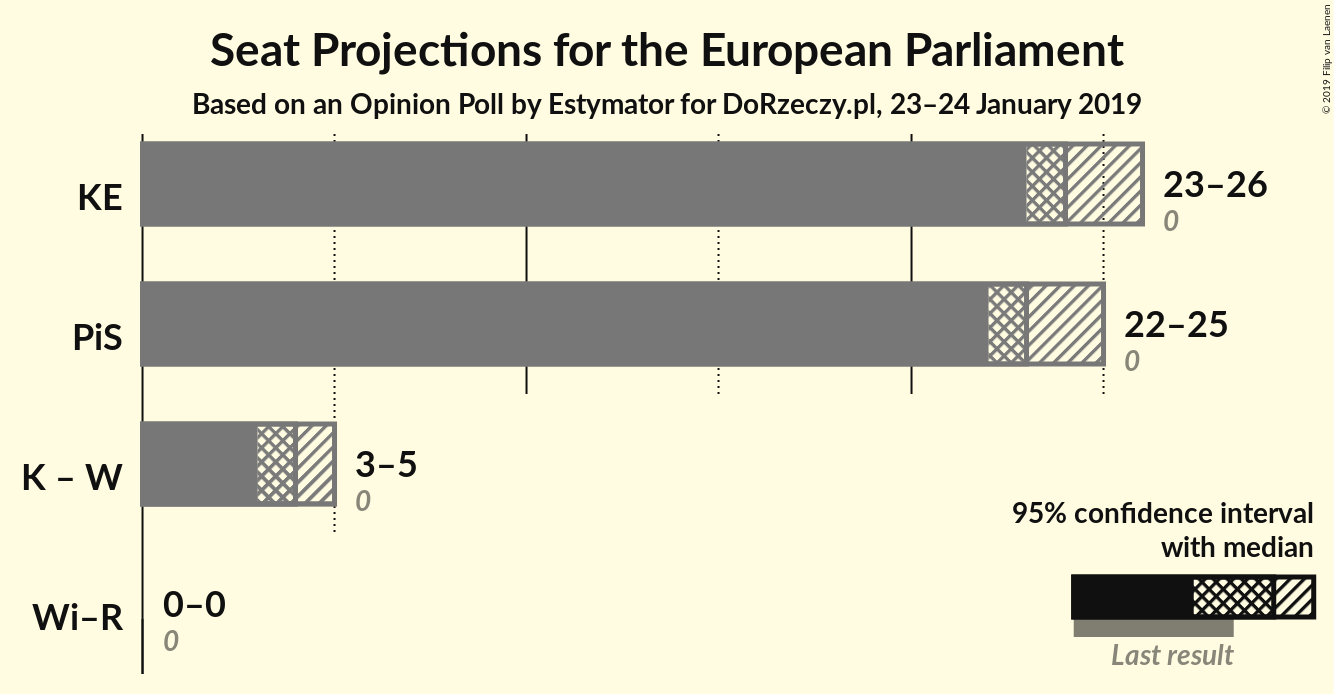 Seat Projections for the European Parliament
Based on an Opinion Poll by Estymator for DoRzeczy.pl, 23–24 January 2019
© 2019 Filip van Laenen
KE
23–26
0
PiS
22–25
0
K – W
3–5
0
Wi–R
0–0
0
95% confidence interval
with median
Last result